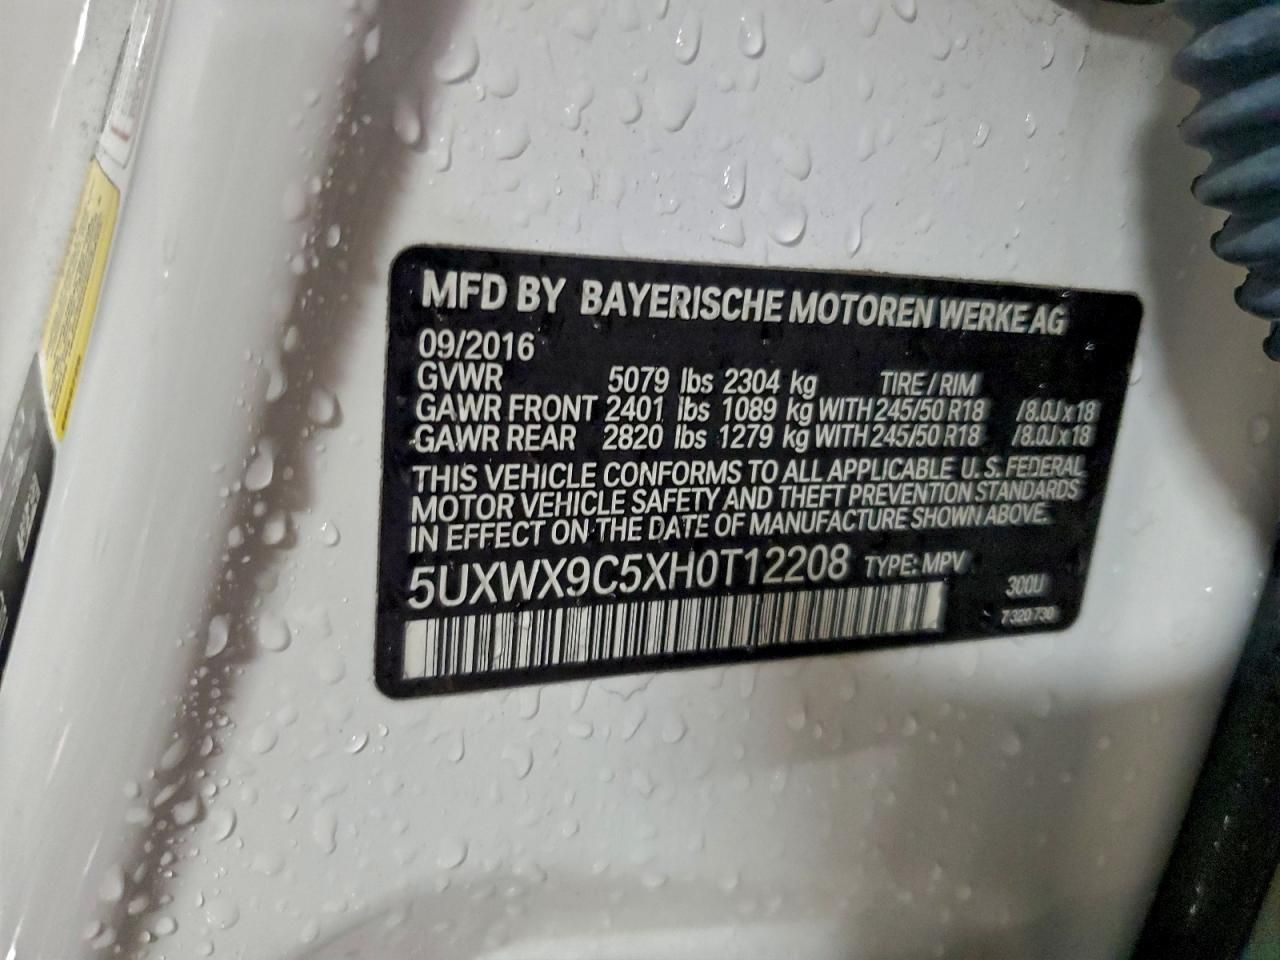 MFD BY BAYERISCHE MOTOREN WERKE AG
09/2016
GVWR 5079 lbs 2304 kg TIRE / RIM
GAWR FRONT 2401 lbs 1089 kg WITH 245/50 R18 /8.0J x 18
GAWR REAR 2820 lbs 1279 kg WITH 245/50 R18 /8.0J x 18
THIS VEHICLE CONFORMS TO ALL APPLICABLE U.S. FEDERAL
MOTOR VEHICLE SAFETY AND THEFT PREVENTION STANDARDS
IN EFFECT ON THE DATE OF MANUFACTURE SHOWN ABOVE.
5UXWX9C5XH0T12208 TYPE: MPV
300U
7 320 730